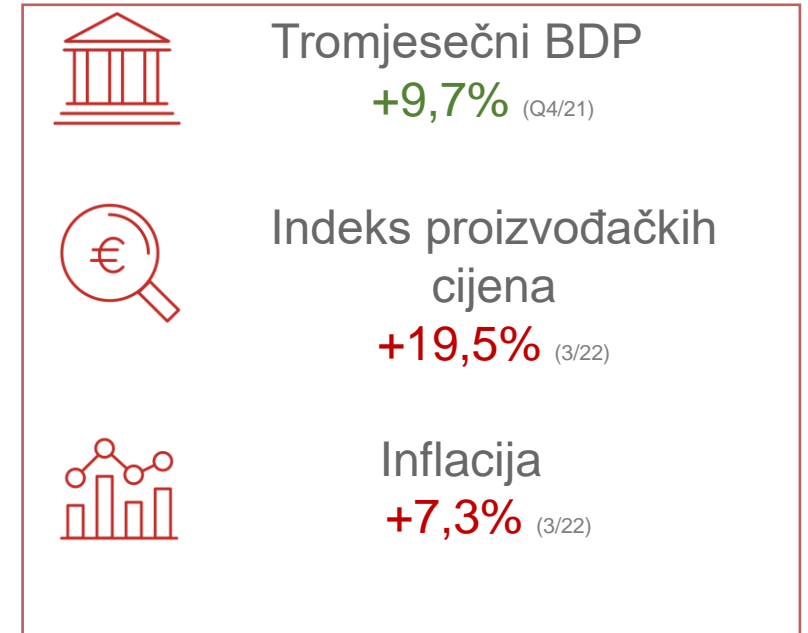 Tromjesečni BDP
+9,7% (Q4/21)
€
Indeks proizvođačkih
cijena
+19,5% (3/22)
Inflacija
+7,3% (3/22)